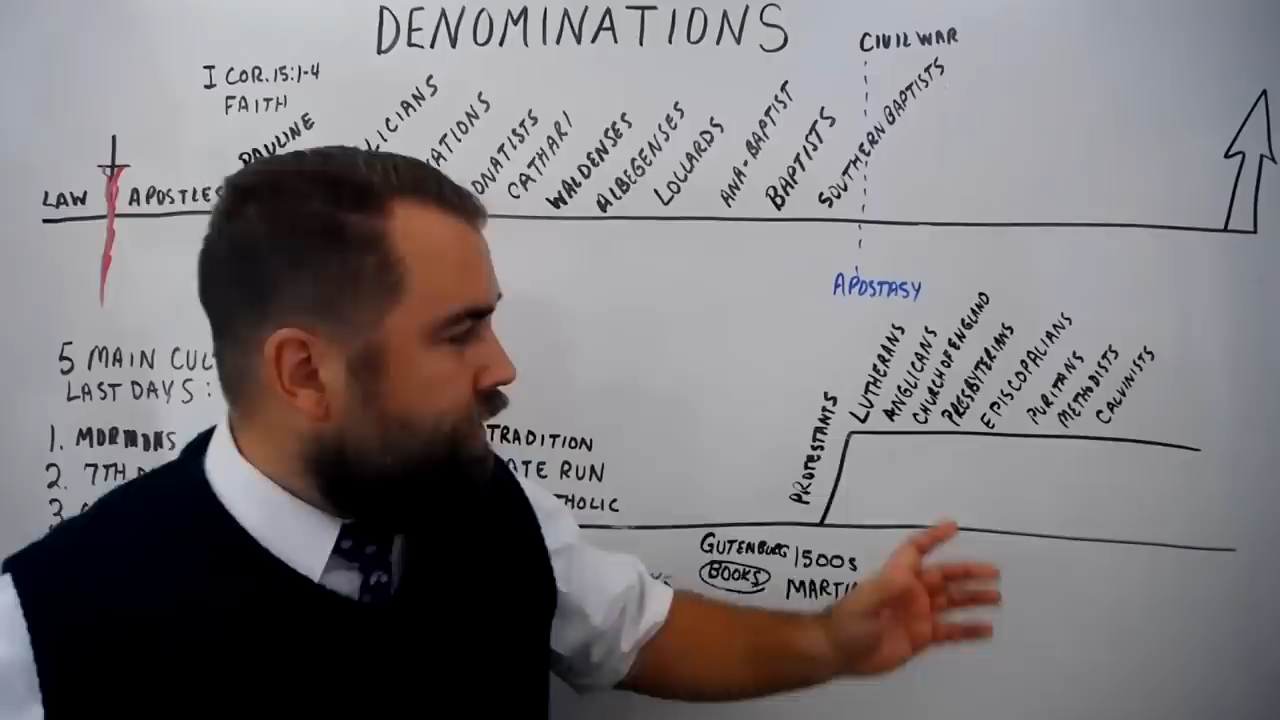 DENOMINATIONS
CIVIL WAR
I COR. 15:1-4
FAITH
LAW
APOSTLES
PAULINE
LICIANS
ATIONS
ONATISTS
CATHARI
WALDENSES
ALBEGENSES
LOLLARDS
ANA-BAPTIST
BAPTISTS
SOUTHERN BAPTISTS
APOSTASY
5 MAIN CUL
LAST DAYS:
1. MORMONS
2. 7TH
3
TRADITION
ATE RUN
THOLIC
PROTESTANTS
LUTHERANS
ANGLICANS
CHURCH OF ENGLAND
PRESBYTERIANS
EPISCOPALIANS
PURITANS
METHODISTS
CALVINISTS
GUTENBURG
BOOKS
1500s
MARTI